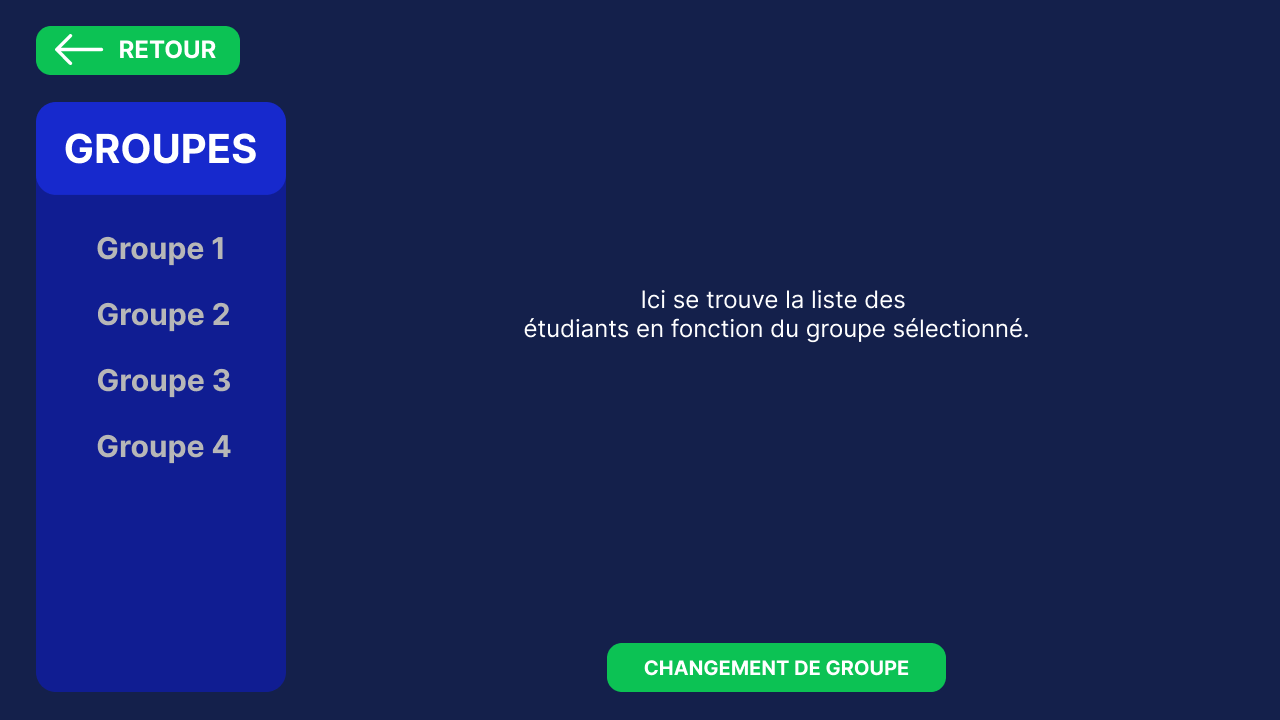 RETOUR
GROUPES
Groupe 1
Groupe 2
Groupe 3
Groupe 4
Ici se trouve la liste des
étudiants en fonction du groupe sélectionné.
CHANGEMENT DE GROUPE